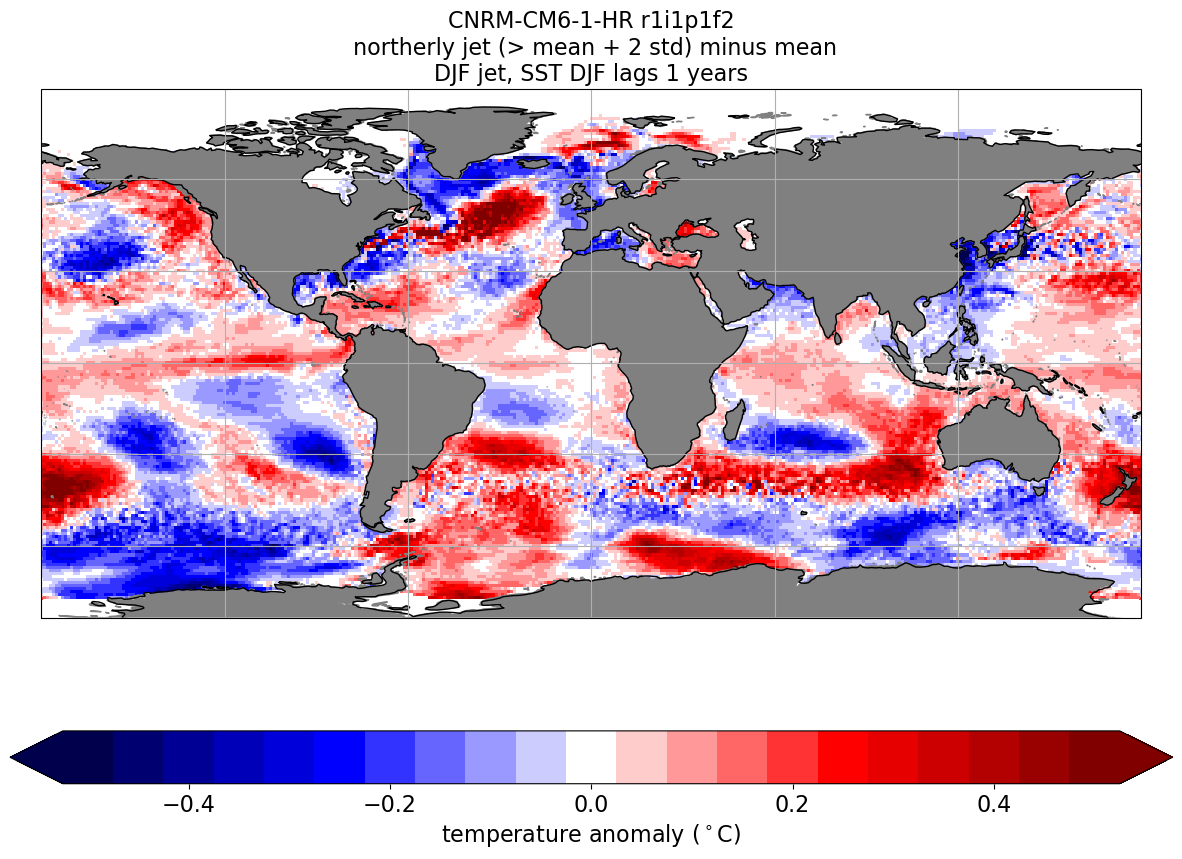 CNRM-CM6-1-HR r1i1p1f2
northerly jet (> mean + 2 std) minus mean
DJF jet, SST DJF lags 1 years
−0.4 −0.2 0.0 0.2 0.4
temperature anomaly (°C)